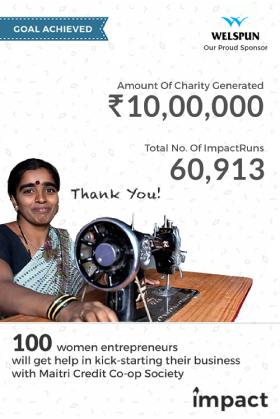 GOAL ACHIEVED
WELSPUN
Our Proud Sponsor
Amount Of Charity Generated
₹10,00,000
Total No. Of ImpactRuns
60,913
Thank You!
100 women entrepreneurs
will get help in kick-starting their business
with Maitri Credit Co-op Society
impact